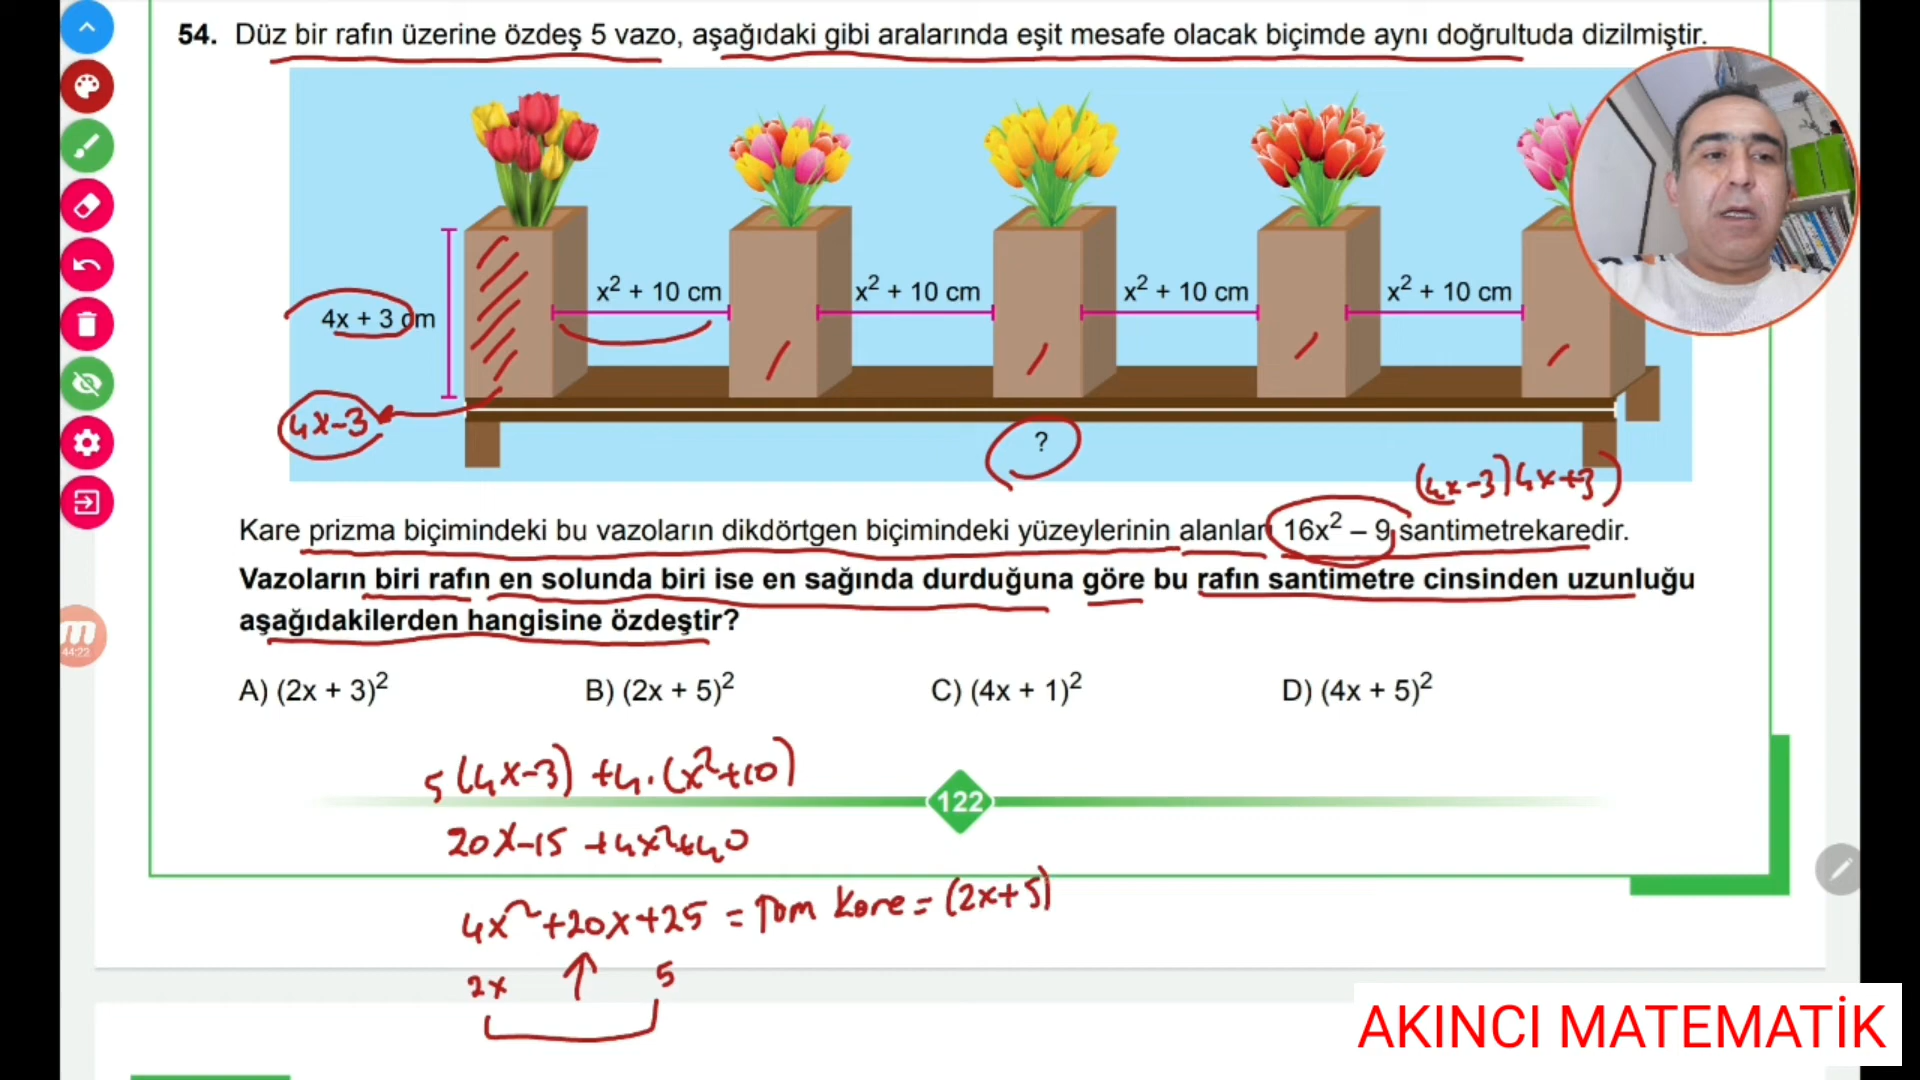 54. Düz bir rafın üzerine özdeş 5 vazo, aşağıdaki gibi aralarında eşit mesafe olacak biçimde aynı doğrultuda dizilmiştir.
x² + 10 cm x² + 10 cm x² + 10 cm x² + 10 cm
4x + 3 cm
4x-3
?
(4x-3)(4x+3)
Kare prizma biçimindeki bu vazoların dikdörtgen biçimindeki yüzeylerinin alanları 16x² – 9 santimetrekaredir.
Vazoların biri rafın en solunda biri ise en sağında durduğuna göre bu rafın santimetre cinsinden uzunluğu
aşağıdakilerden hangisine özdeştir?
44:22
A) (2x + 3)² B) (2x + 5)² C) (4x + 1)² D) (4x + 5)²
5(4x-3) +4.(x²+10)
122
20x-15 +4x²+40
4x²+20x+25 = Tam Kare = (2x+5)
2x 5
AKINCI MATEMATİK